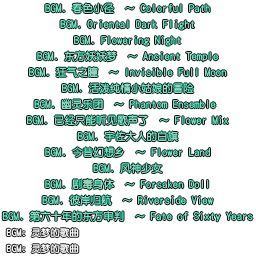 BGM. 春色小径　～ Colorful Path
BGM. Oriental Dark Flight
BGM. Flowering Night
BGM. 东方妖妖梦　～ Ancient Temple
BGM. 狂气之瞳　～ Invisible Full Moon
BGM. 活泼纯情小姑娘的冒险
BGM. 幽灵乐团　～ Phantom Ensemble
BGM. 已经只能听见歌声了　～ Flower Mix
BGM. 宇佐大人的白旗
BGM. 今昔幻想乡　～ Flower Land
BGM. 风神少女
BGM. 剧毒身体　～ Forsaken Doll
BGM. 彼岸归航　～ Riverside View
BGM. 第六十年的东方审判　～ Fate of Sixty Years
BGM: 灵梦的歌曲
BGM: 灵梦的歌曲